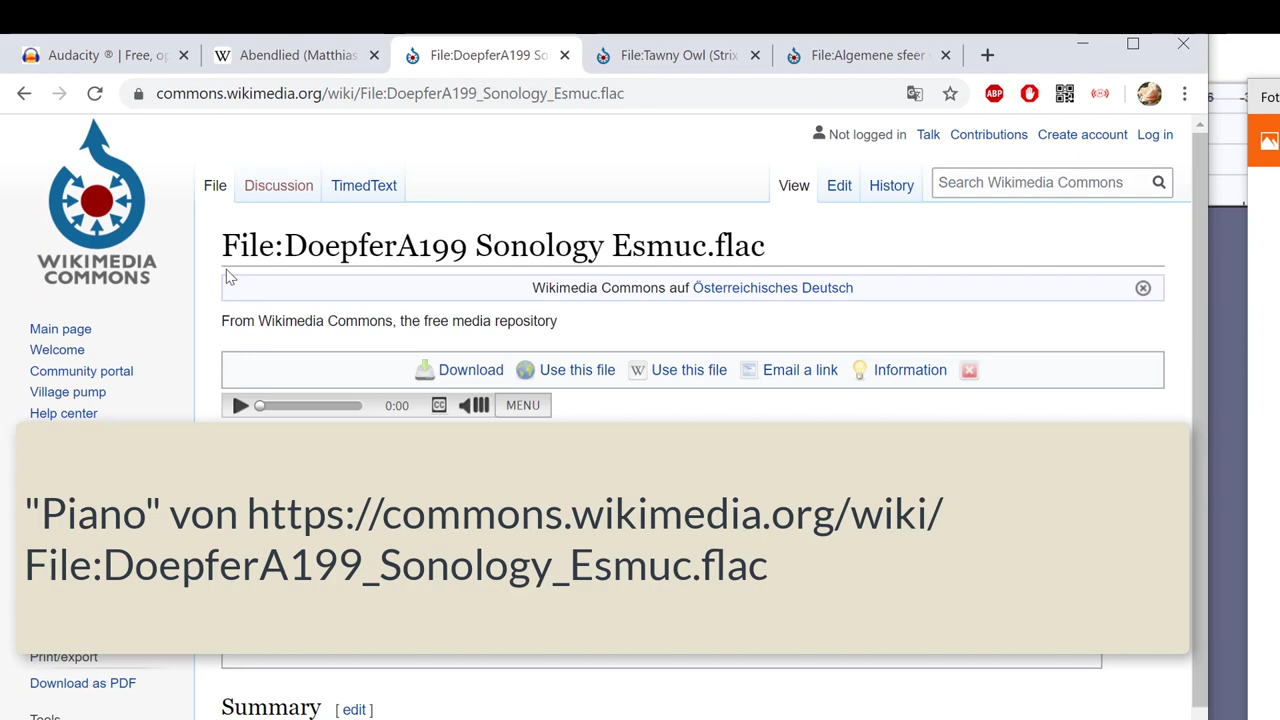 Audacity ® | Free, op
Abendlied (Matthias
File:DoepferA199 So
File:Tawny Owl (Strix
File:Algemene sfeer
commons.wikimedia.org/wiki/File:DoepferA199_Sonology_Esmuc.flac
ABP
Fot
Not logged in Talk Contributions Create account Log in
File Discussion TimedText View Edit History Search Wikimedia Commons
WIKIMEDIA
COMMONS
File:DoepferA199 Sonology Esmuc.flac
Wikimedia Commons auf Österreichisches Deutsch
From Wikimedia Commons, the free media repository
Main page
Welcome
Community portal
Village pump
Help center
Download Use this file W Use this file Email a link Information
0:00 CC MENU
"Piano" von https://commons.wikimedia.org/wiki/
File:DoepferA199_Sonology_Esmuc.flac
Print/export
Download as PDF
Tools
Summary [ edit ]